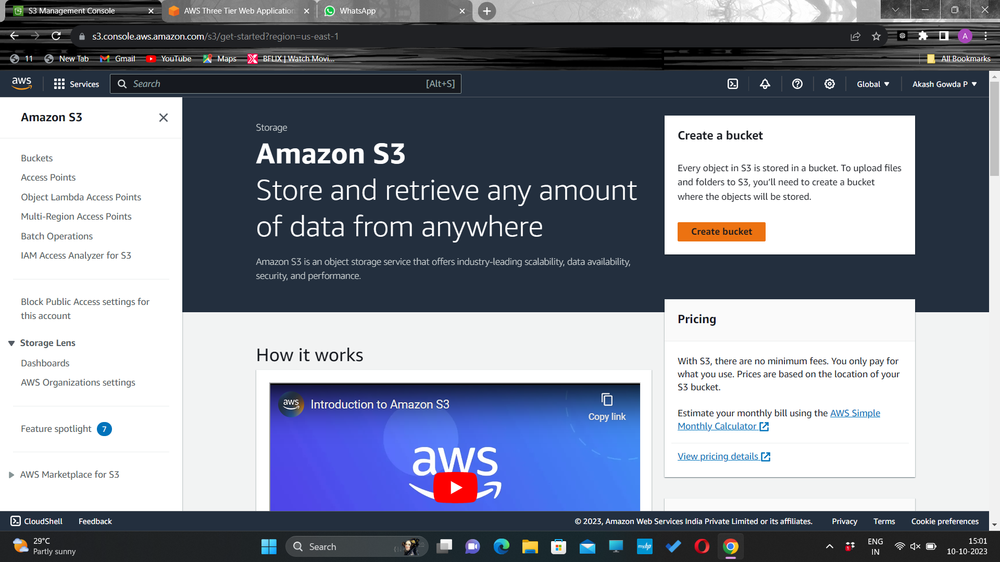 S3 Management Console
AWS Three Tier Web Application
WhatsApp
s3.console.aws.amazon.com/s3/get-started?region=us-east-1
A
11
New Tab
Gmail
YouTube
Maps
BFLIX | Watch Movi...
All Bookmarks
aws
Services
Search
[Alt+S]
Global
Akash Gowda P
Amazon S3
Buckets
Access Points
Object Lambda Access Points
Multi-Region Access Points
Batch Operations
IAM Access Analyzer for S3
Block Public Access settings for
this account
Storage Lens
Dashboards
AWS Organizations settings
Feature spotlight 7
AWS Marketplace for S3
Storage
Amazon S3
Store and retrieve any amount
of data from anywhere
Amazon S3 is an object storage service that offers industry-leading scalability, data availability,
security, and performance.
How it works
aws
Introduction to Amazon S3
Copy link
aws
Create a bucket
Every object in S3 is stored in a bucket. To upload files
and folders to S3, you’ll need to create a bucket
where the objects will be stored.
Create bucket
Pricing
With S3, there are no minimum fees. You only pay for
what you use. Prices are based on the location of your
S3 bucket.
Estimate your monthly bill using the AWS Simple
Monthly Calculator
View pricing details
CloudShell
Feedback
© 2023, Amazon Web Services India Private Limited or its affiliates.
Privacy
Terms
Cookie preferences
29°C
Partly sunny
Search
myhp
1
ENG
IN
15:01
10-10-2023